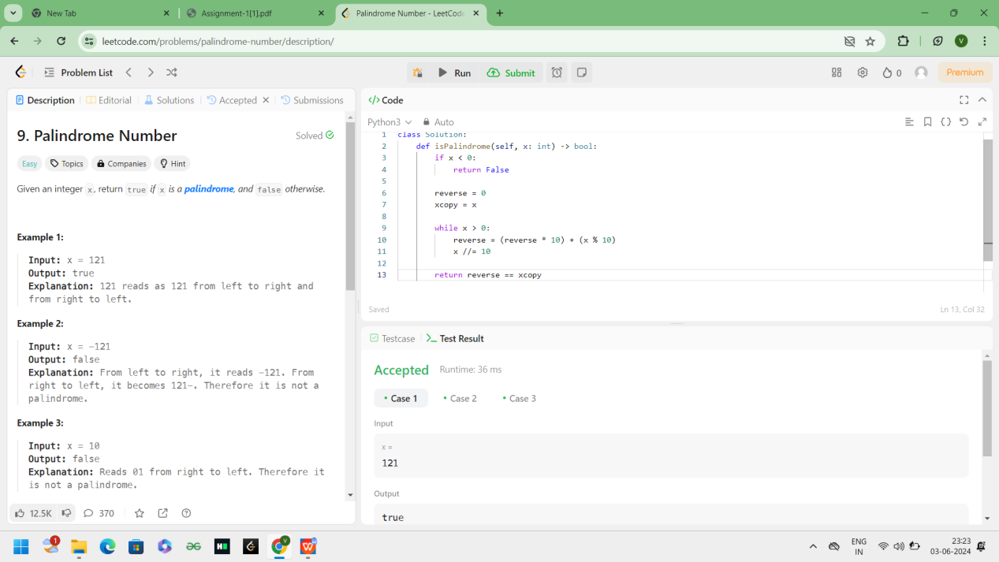 New Tab
Assignment-1[1].pdf
Palindrome Number - LeetCode
leetcode.com/problems/palindrome-number/description/
V
Problem List
Run
Submit
0
Premium
Description
Editorial
Solutions
Accepted
Submissions
</> Code
Python3
Auto
9. Palindrome Number
Solved
Easy
Topics
Companies
Hint
Given an integer x, return true if x is a palindrome, and false otherwise.
Example 1:
Input: x = 121
Output: true
Explanation: 121 reads as 121 from left to right and
from right to left.
Example 2:
Input: x = -121
Output: false
Explanation: From left to right, it reads -121. From
right to left, it becomes 121-. Therefore it is not a
palindrome.
Example 3:
Input: x = 10
Output: false
Explanation: Reads 01 from right to left. Therefore it
is not a palindrome.
12.5K
370
1 class Solution:
2 def isPalindrome(self, x: int) -> bool:
3 if x < 0:
4 return False
5
6 reverse = 0
7 xcopy = x
8
9 while x > 0:
10 reverse = (reverse * 10) + (x % 10)
11 x //= 10
12
13 return reverse == xcopy
Saved
Ln 13, Col 32
Testcase
Test Result
Accepted
Runtime: 36 ms
Case 1
Case 2
Case 3
Input
x =
121
Output
true
1
V
ENG
IN
23:23
03-06-2024